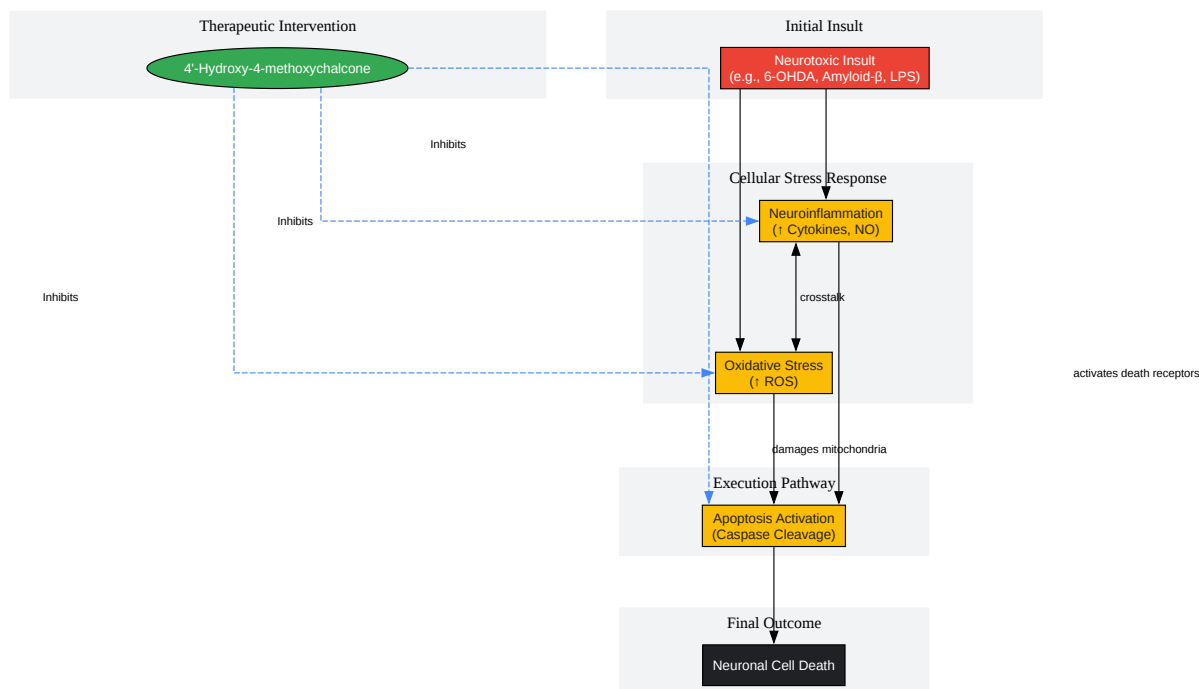 Therapeutic Intervention
4'-Hydroxy-4-methoxychalcone
Initial Insult
Neurotoxic Insult
(e.g., 6-OHDA, Amyloid-β, LPS)
Inhibits
Cellular Stress Response
Neuroinflammation
(↑ Cytokines, NO)
Inhibits
Inhibits
crosstalk
Oxidative Stress
(↑ ROS)
activates death receptors
damages mitochondria
Execution Pathway
Apoptosis Activation
(Caspase Cleavage)
Final Outcome
Neuronal Cell Death